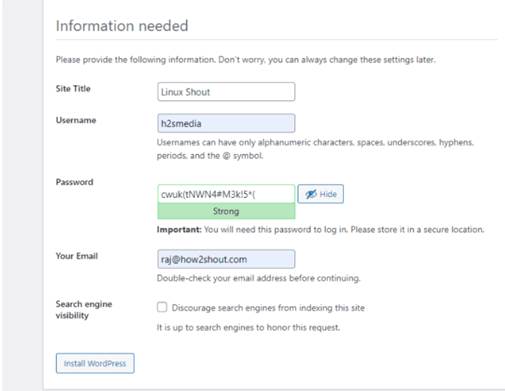 Information needed
Please provide the following information. Don't worry, you can always change these settings later.
Site Title
Linux Shout
Username
h2smedia
Usernames can have only alphanumeric characters, spaces, underscores, hyphens,
periods, and the @ symbol.
Password
cwuk(tNWN4#M3k!5*(
Hide
Strong
Important: You will need this password to log in. Please store it in a secure location.
Your Email
raj@how2shout.com
Double-check your email address before continuing.
Search engine
visibility
Discourage search engines from indexing this site
It is up to search engines to honor this request.
Install WordPress